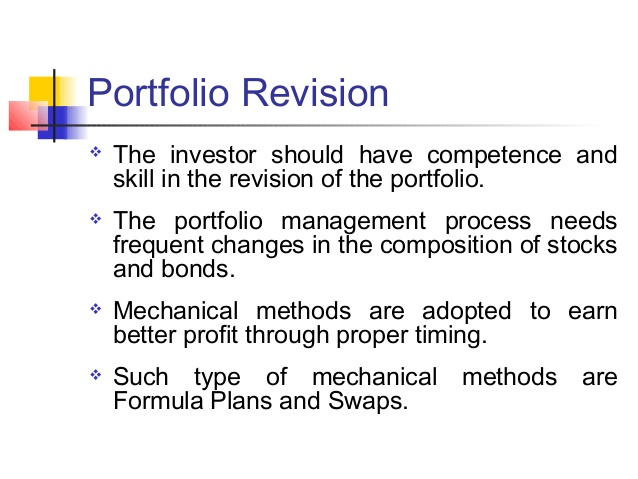 Portfolio Revision
The investor should have competence and
skill in the revision of the portfolio.
The portfolio management process needs
frequent changes in the composition of stocks
and bonds.
Mechanical methods are adopted to earn
better profit through proper timing.
Such type of mechanical methods are
Formula Plans and Swaps.